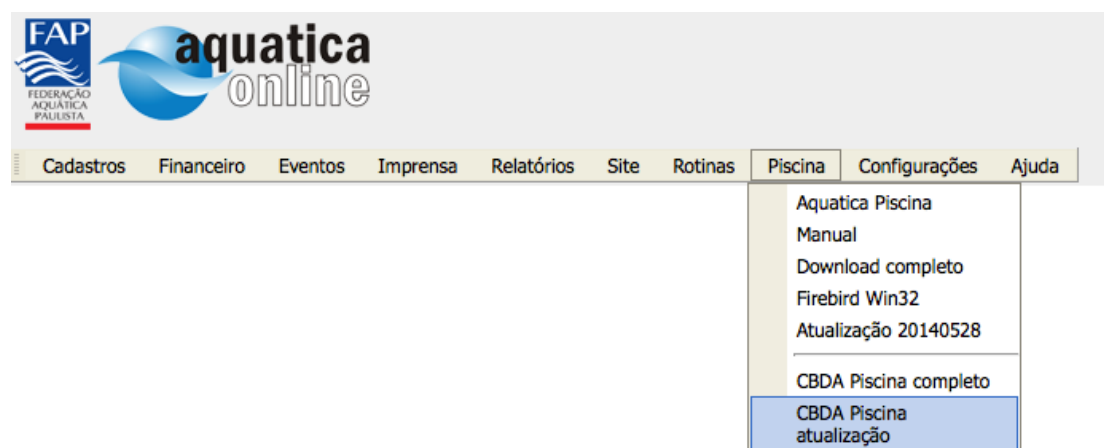 FAP
FEDERAÇÃO
AQUÁTICA
PAULISTA
aquatica
online
Cadastros Financeiro Eventos Imprensa Relatórios Site Rotinas Piscina Configurações Ajuda
Aquatica Piscina
Manual
Download completo
Firebird Win32
Atualização 20140528
CBDA Piscina completo
CBDA Piscina
atualização